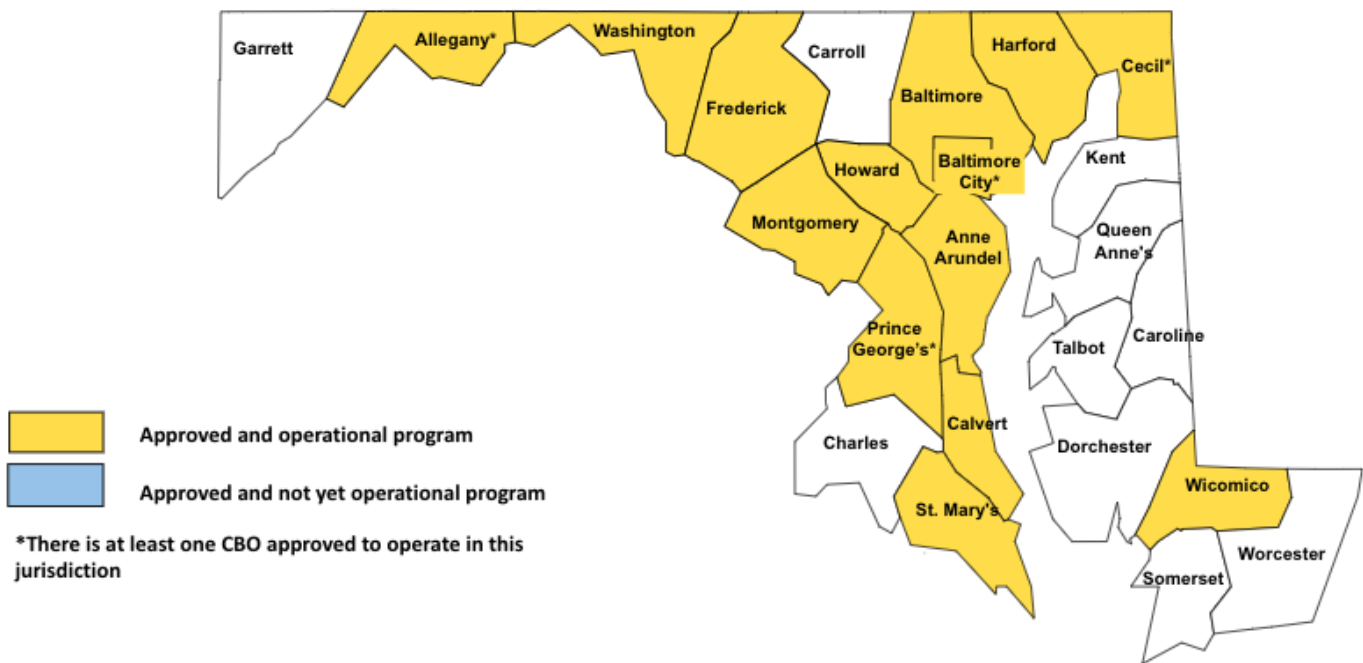 Garrett
Allegany*
Washington
Frederick
Carroll
Baltimore
Harford
Cecil*
Baltimore
City*
Howard
Montgomery
Kent
Queen
Anne's
Anne
Arundel
Prince
George's*
Talbot
Caroline
Charles
Calvert
Dorchester
St. Mary's
Wicomico
Worcester
Somerset
Approved and operational program
Approved and not yet operational program
*There is at least one CBO approved to operate in this
jurisdiction